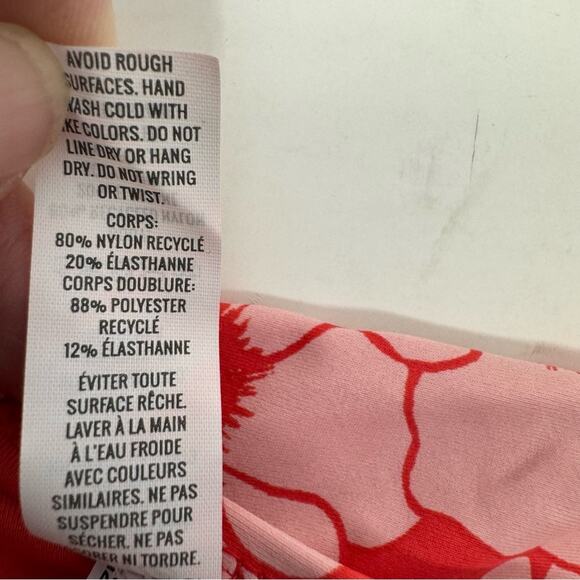 AVOID ROUGH
SURFACES. HAND
WASH COLD WITH
LIKE COLORS. DO NOT
LINE DRY OR HANG
DRY. DO NOT WRING
OR TWIST.
CORPS:
80% NYLON RECYCLÉ
20% ÉLASTHANNE
CORPS DOUBLURE:
88% POLYESTER
RECYCLÉ
12% ÉLASTHANNE
ÉVITER TOUTE
SURFACE RÊCHE.
LAVER À LA MAIN
À L'EAU FROIDE
AVEC COULEURS
SIMILAIRES. NE PAS
SUSPENDRE POUR
SÉCHER. NE PAS
NI TORDRE.